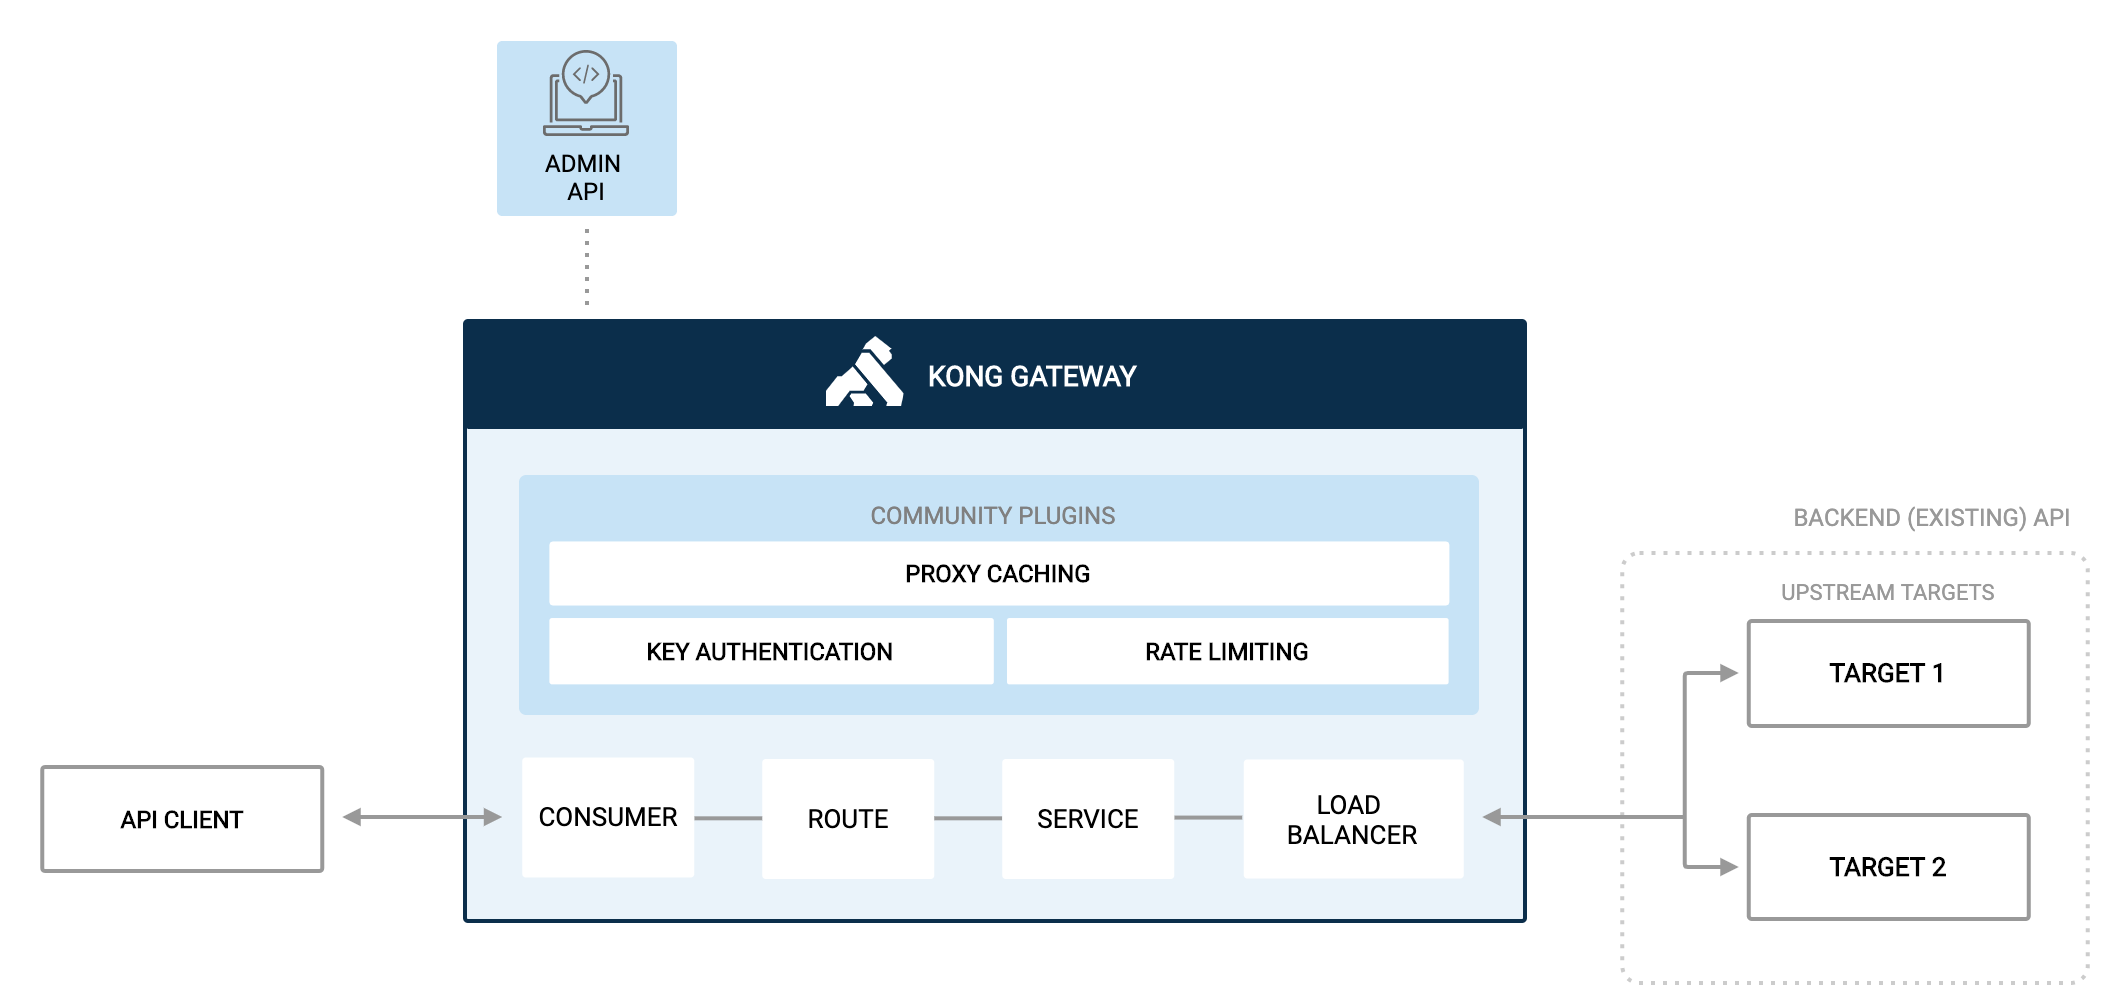 </>
ADMIN
API
KONG GATEWAY
COMMUNITY PLUGINS
PROXY CACHING
KEY AUTHENTICATION
RATE LIMITING
API CLIENT
CONSUMER
ROUTE
SERVICE
LOAD
BALANCER
BACKEND (EXISTING) API
UPSTREAM TARGETS
TARGET 1
TARGET 2